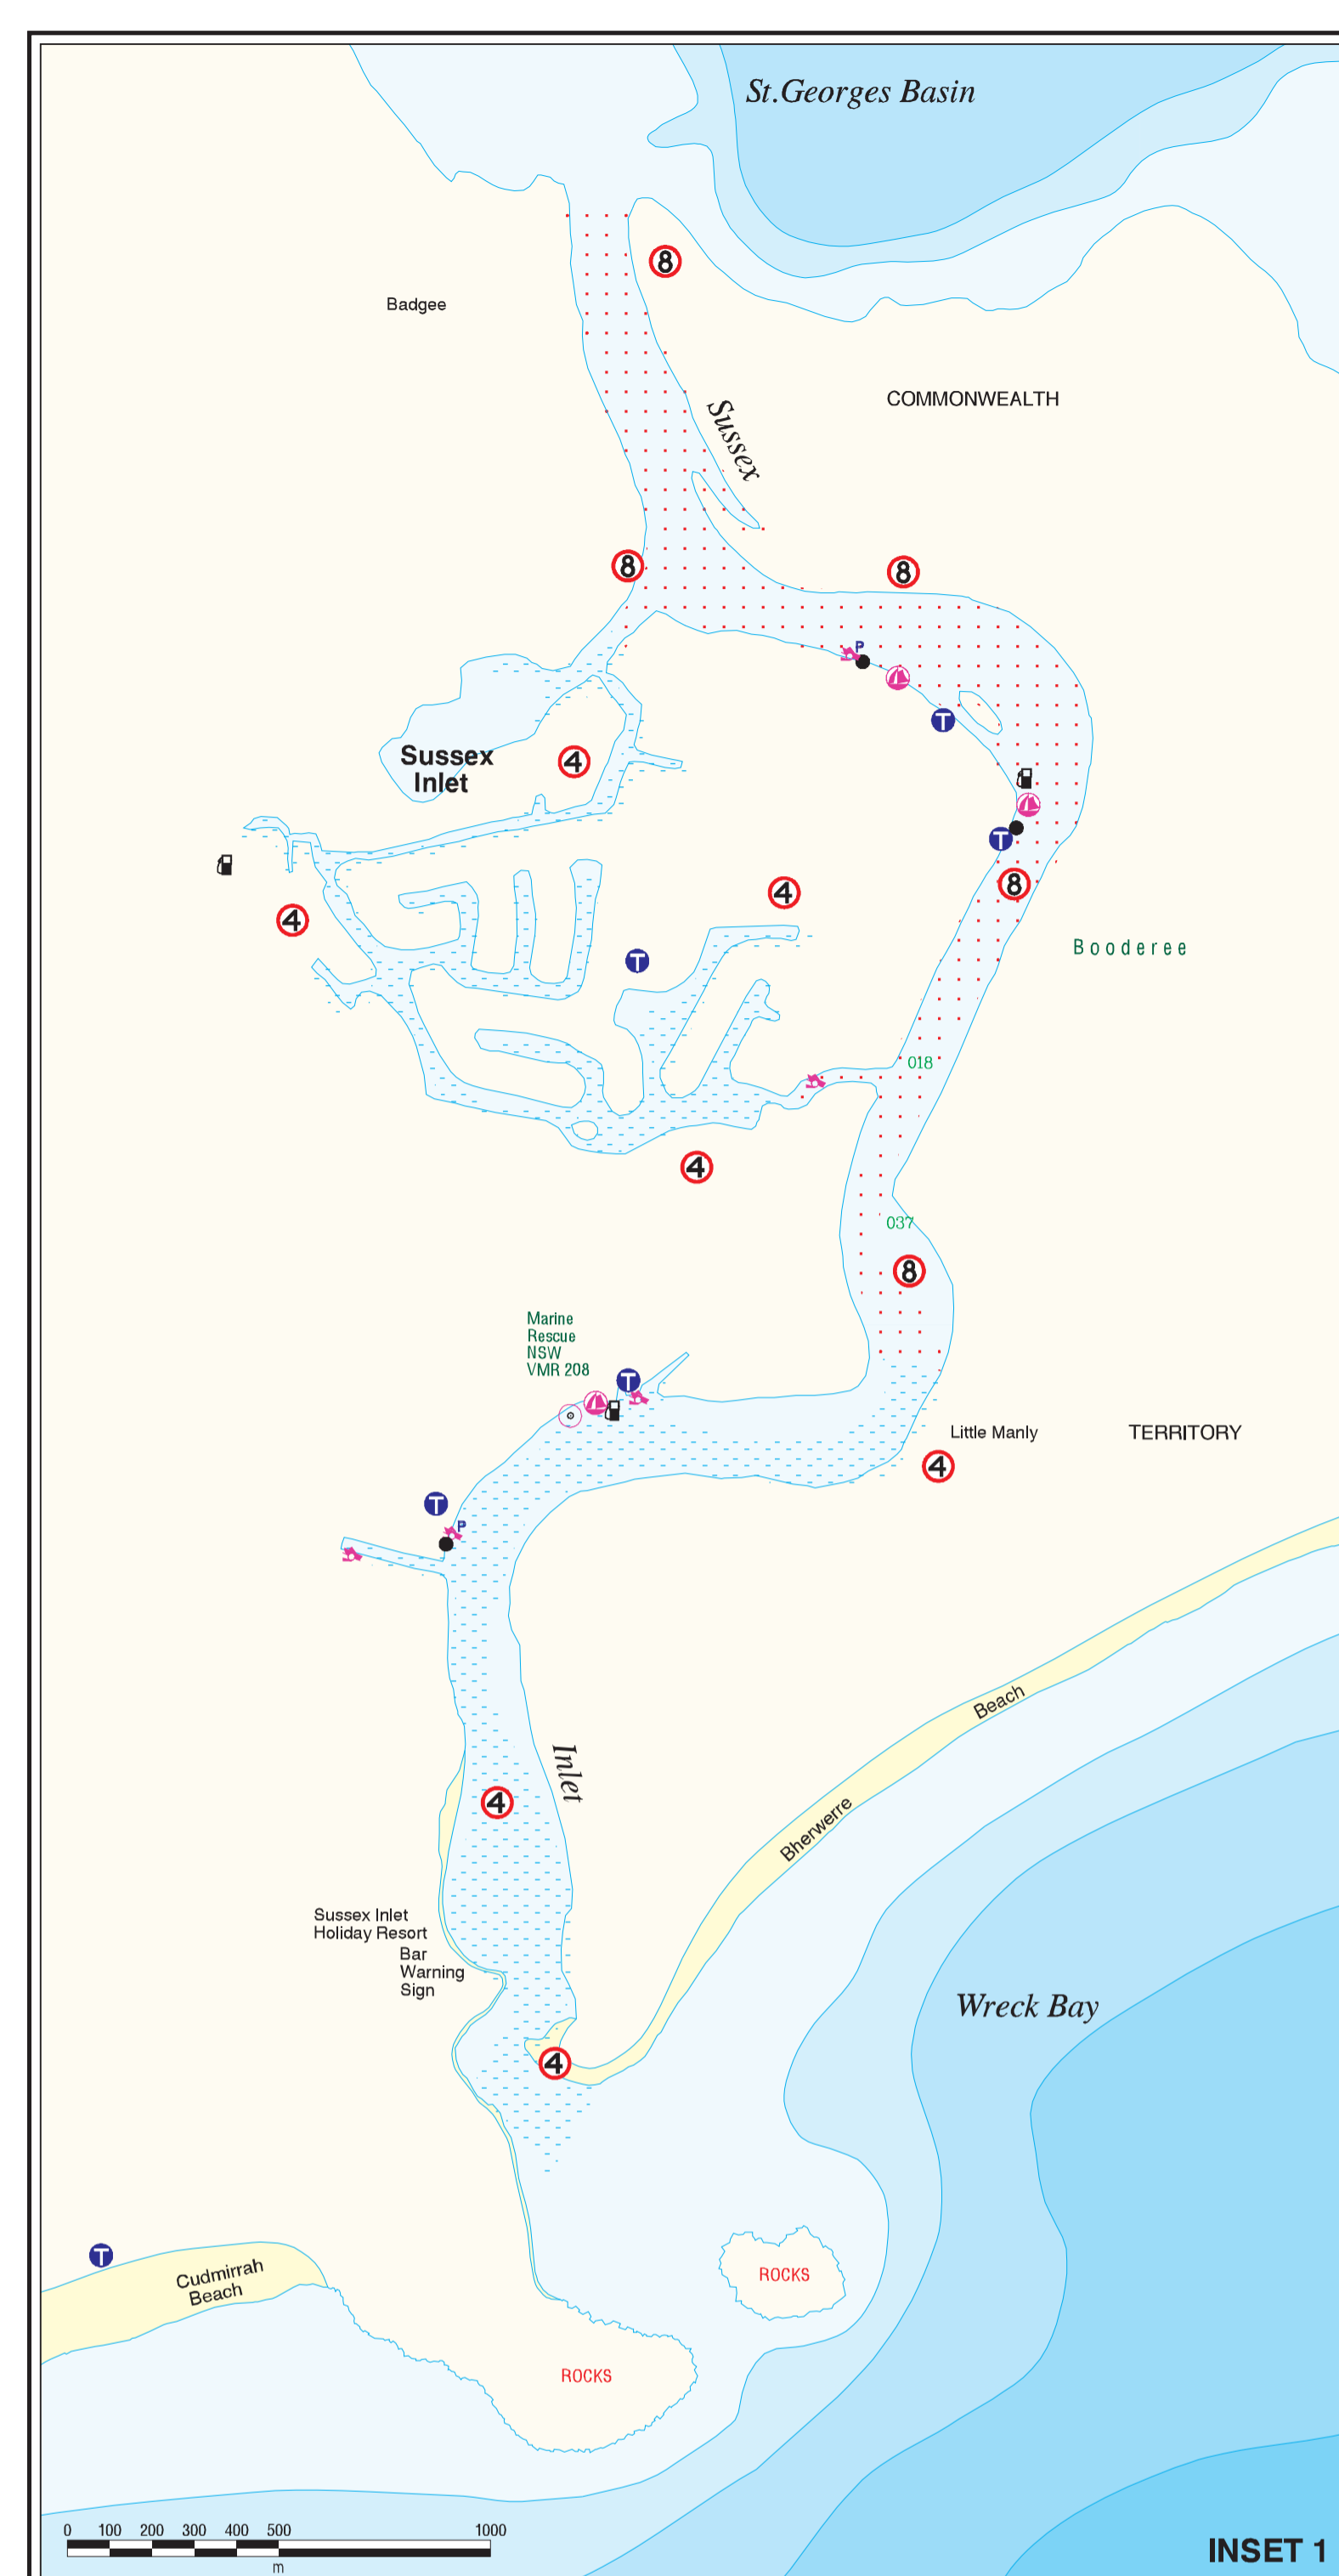 St.Georges Basin
8
Badgee
COMMONWEALTH
Sussex
8
8
P
T
Sussex
Inlet
4
T
8
4
4
Booderee
T
018
4
037
8
Marine
Rescue
NSW
VMR 208
T
Little Manly
TERRITORY
4
T
P
Beach
Inlet
4
Bherwerre
Sussex Inlet
Holiday Resort
Bar
Warning
Sign
Wreck Bay
4
T
Cudmirrah
Beach
ROCKS
ROCKS
0 100 200 300 400 500 1000
m
INSET 1